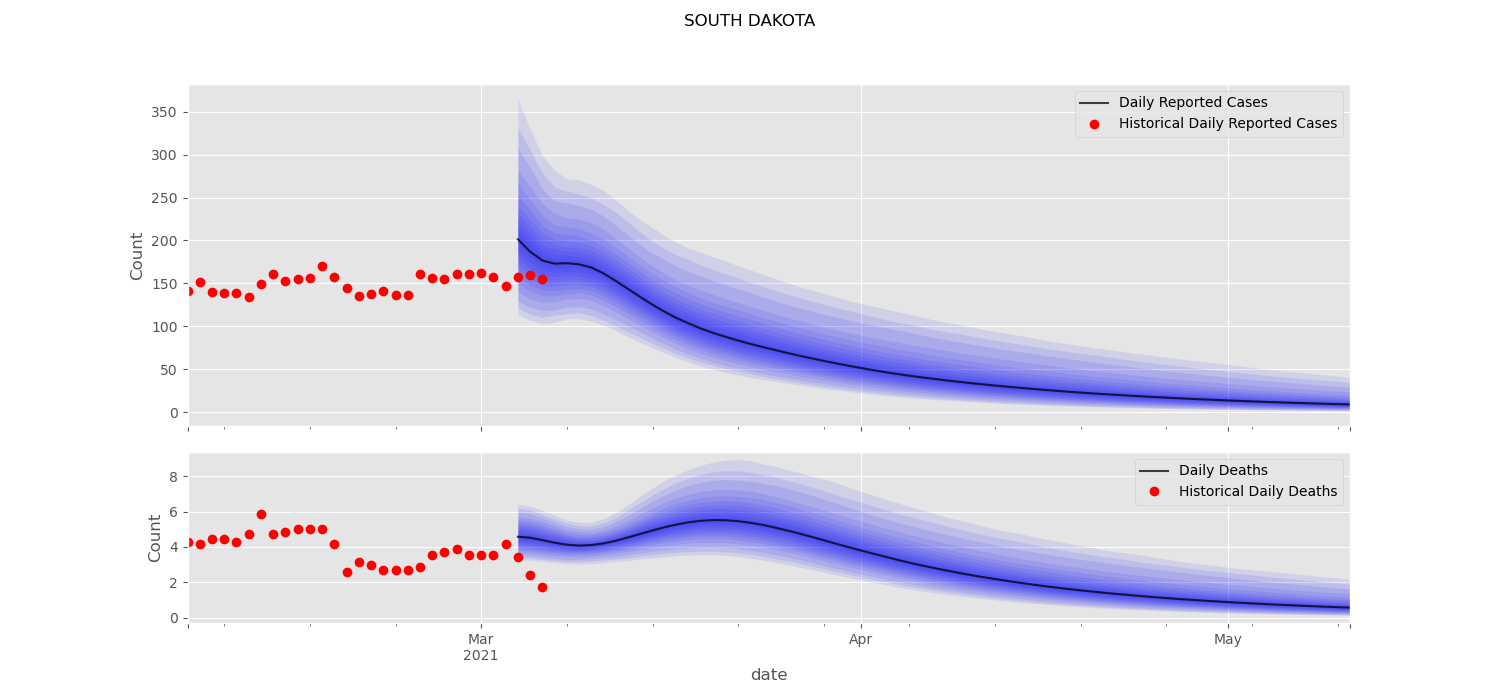 SOUTH DAKOTA
Daily Reported Cases
Historical Daily Reported Cases
350
300
250
200
150
100
50
0
Count
Daily Deaths
Historical Daily Deaths
8
6
4
2
0
Count
Mar
2021
Apr
May
date